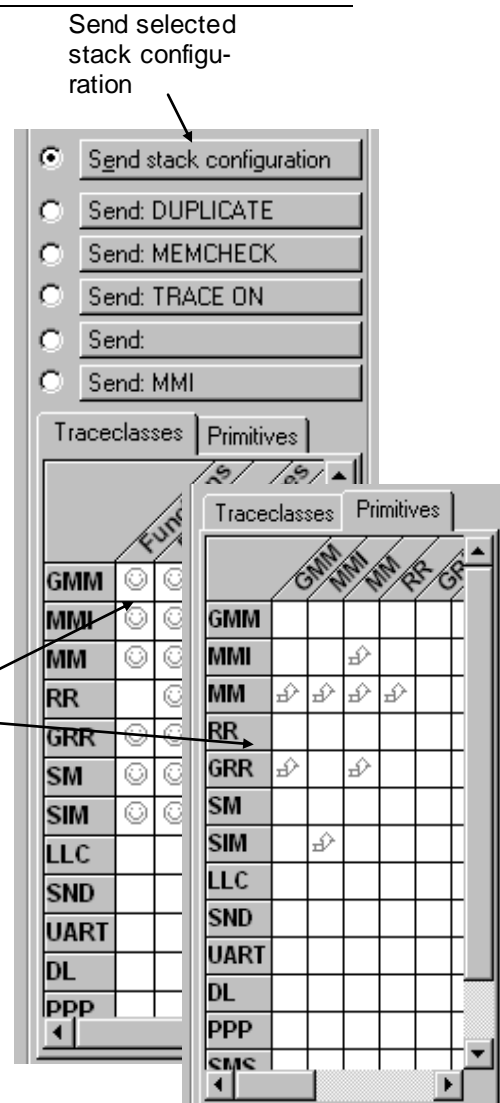 Send selected
stack configu-
ration
Send stack configuration
Send: DUPLICATE
Send: MEMCHECK
Send: TRACE ON
Send:
Send: MMI
Traceclasses Primitives
GMM
MMI
MM
RR
GRR
SM
SIM
LLC
SND
UART
DL
PPP
Traceclasses Primitives
GMM MMI MM RR
GMM
MMI
MM
RR
GRR
SM
SIM
LLC
SND
UART
DL
PPP
SMS